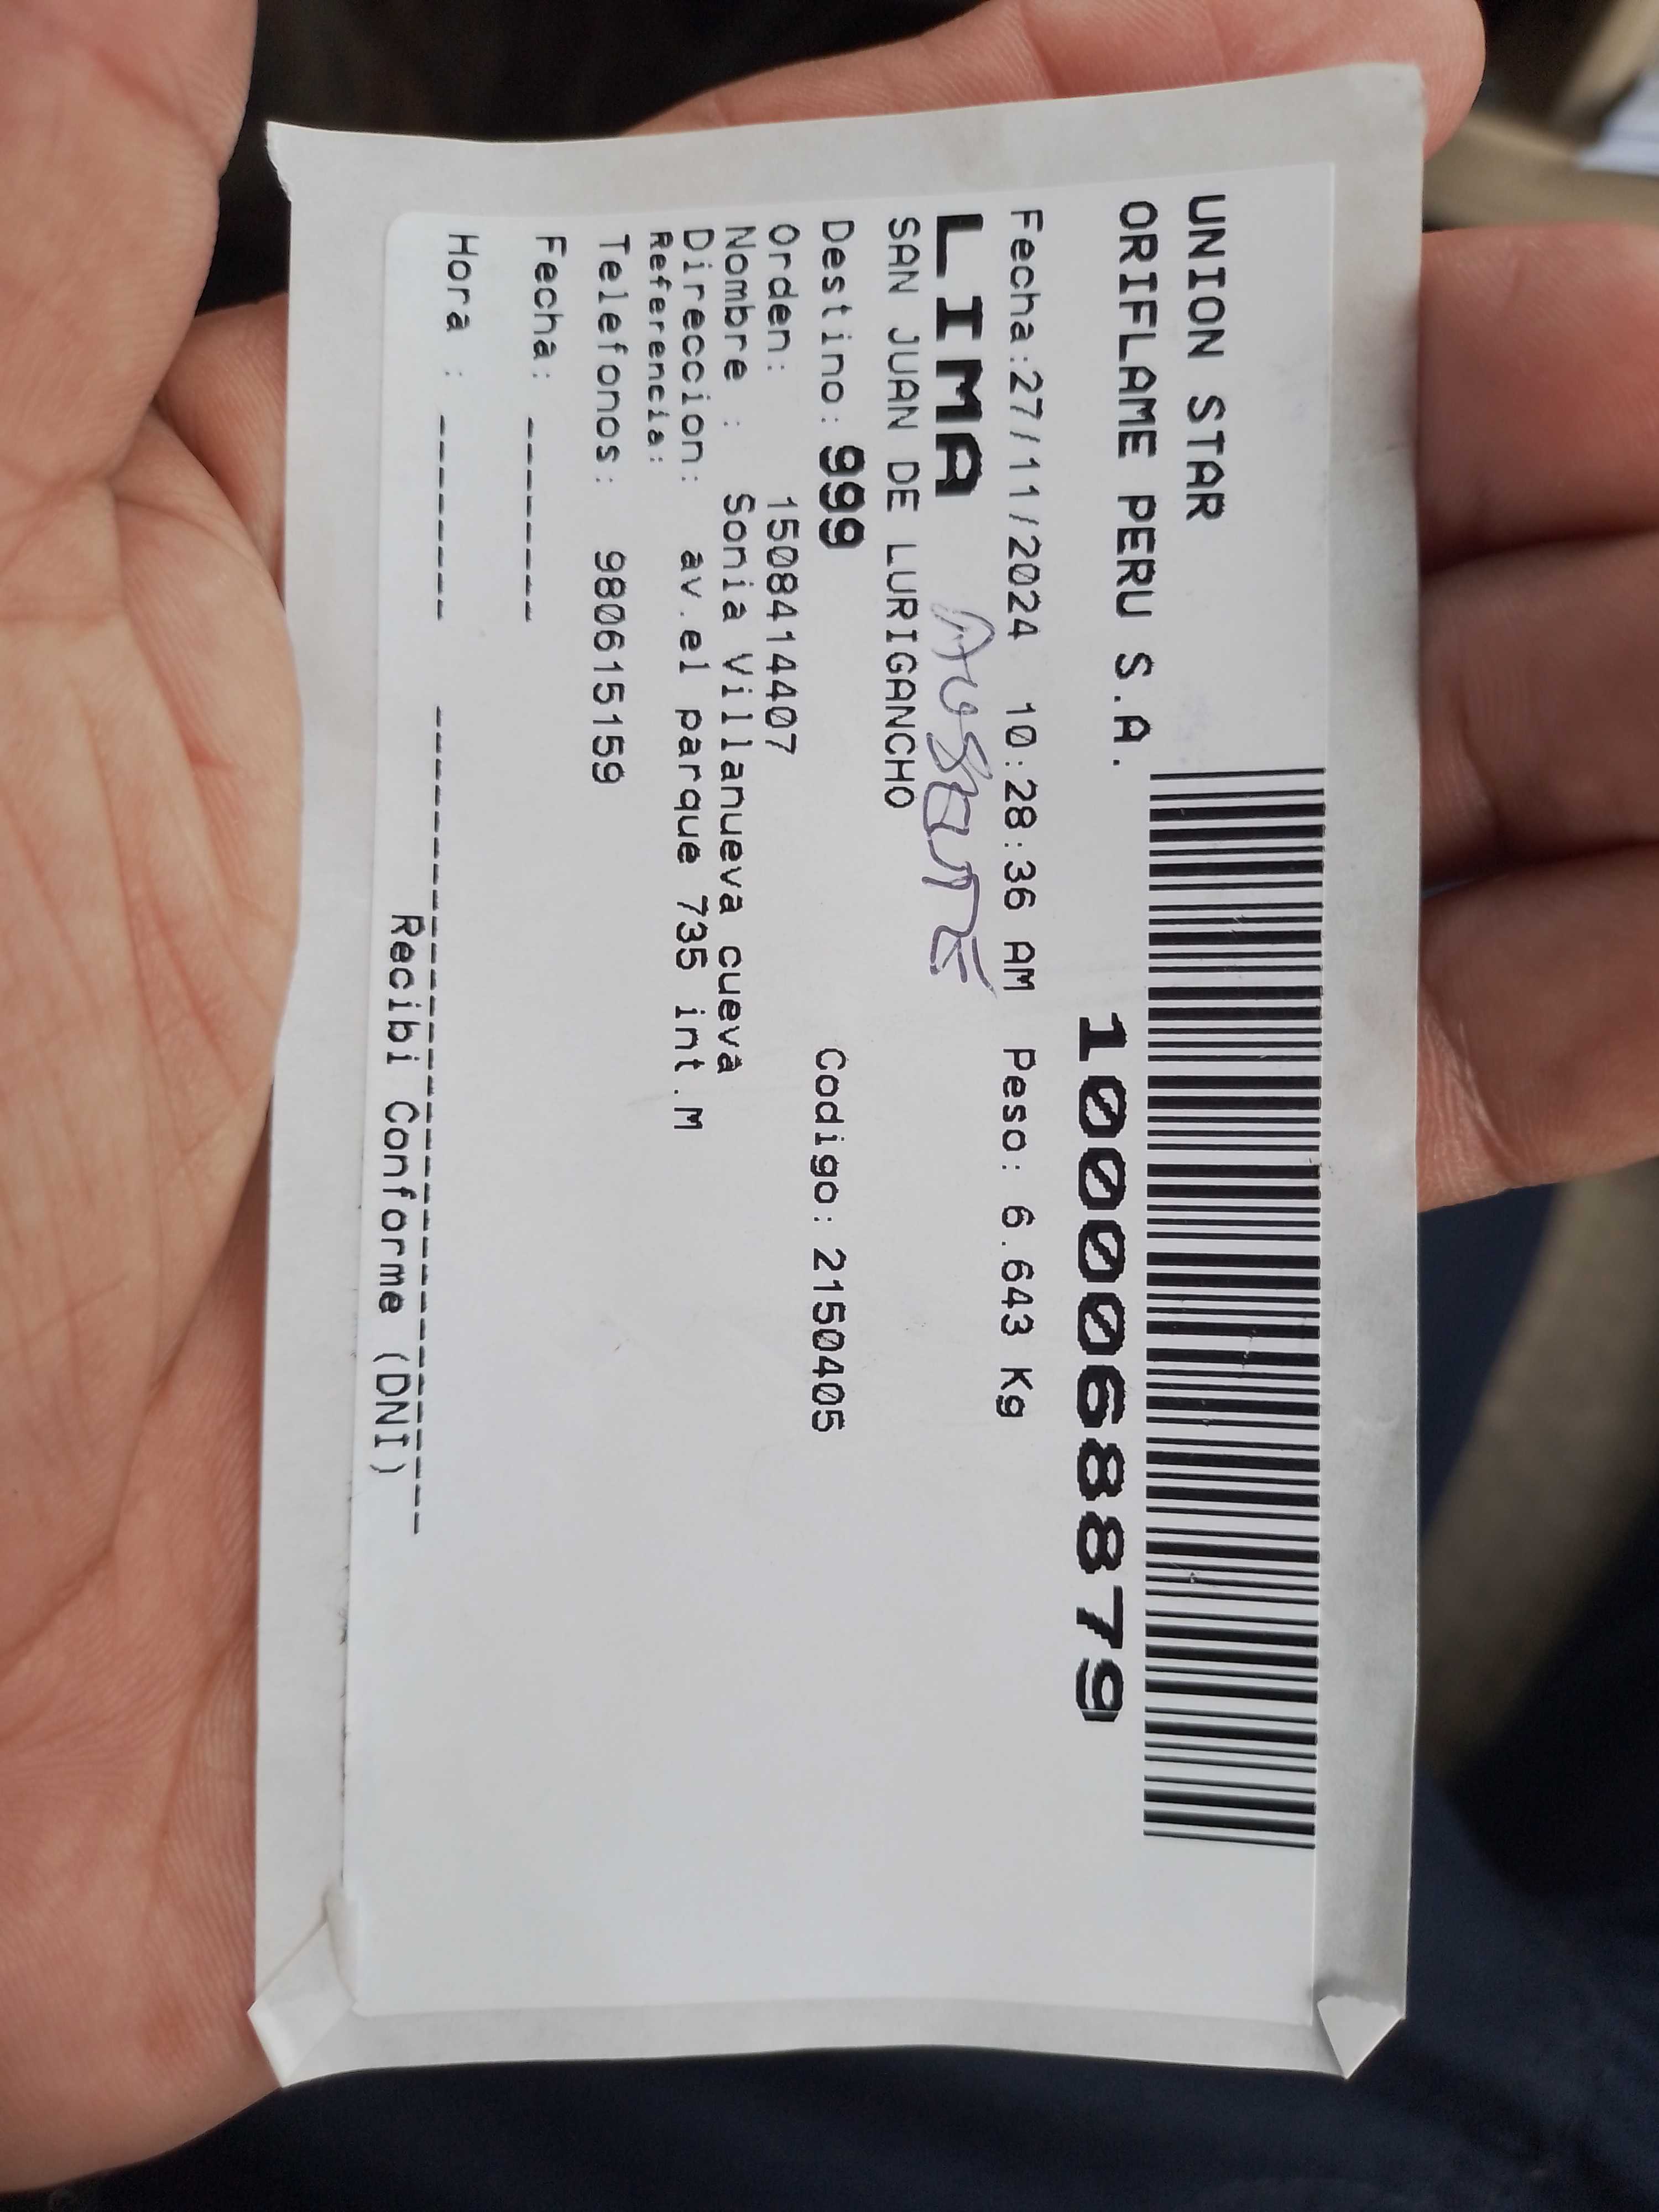 UNION STAR
ORIFLAME PERU S.A.
1000068879
Fecha:27/11/2024 10:28:36 AM Peso: 6.643 Kg
LIMA AUSENTE
SAN JUAN DE LURIGANCHO
Destino: 999 Codigo: 2150405
Orden: 1508414407
Nombre : Sonia Villanueva cueva
Direccion: av.el parque 735 int.M
Referencia:
Telefonos: 980615159
Fecha: -------
Hora : -------- --------------------------------
Recibi Conforme (DNI)